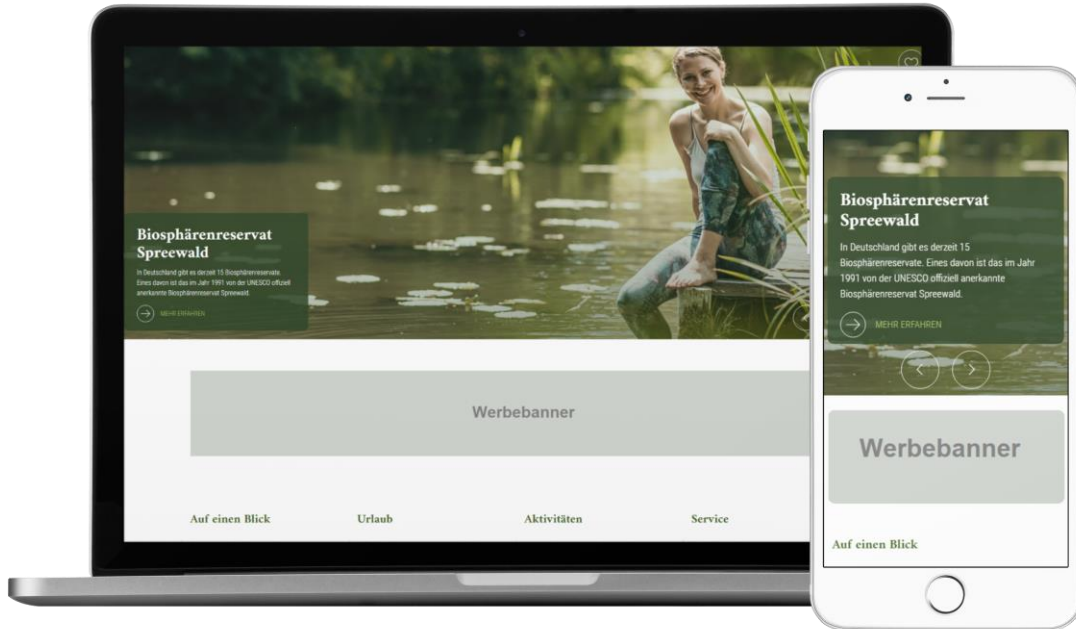 Biosphärenreservat
Spreewald
In Deutschland gibt es derzeit 15 Biosphärenreservate.
Eines davon ist das im Jahr 1991 von der UNESCO offiziell
anerkannte Biosphärenreservat Spreewald.
MEHR ERFAHREN
Werbebanner
Auf einen Blick
Urlaub
Aktivitäten
Service
Biosphärenreservat
Spreewald
In Deutschland gibt es derzeit 15
Biosphärenreservate. Eines davon ist das im Jahr
1991 von der UNESCO offiziell anerkannte
Biosphärenreservat Spreewald.
MEHR ERFAHREN
Werbebanner
Auf einen Blick